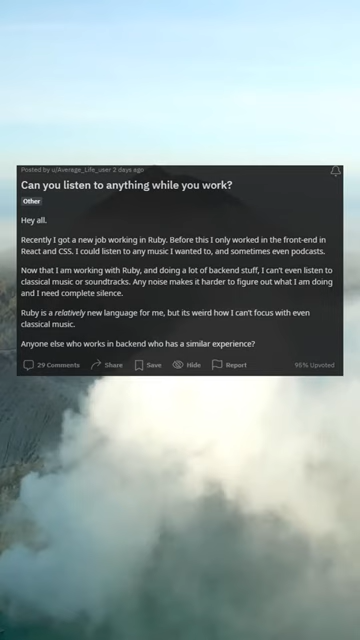 Posted by u/Average_Life_user 2 days ago
Can you listen to anything while you work?
Other
Hey all.
Recently I got a new job working in Ruby. Before this I only worked in the front-end in
React and CSS. I could listen to any music I wanted to, and sometimes even podcasts.
Now that I am working with Ruby, and doing a lot of backend stuff, I can't even listen to
classical music or soundtracks. Any noise makes it harder to figure out what I am doing
and I need complete silence.
Ruby is a relatively new language for me, but its weird how I can't focus with even
classical music.
Anyone else who works in backend who has a similar experience?
29 Comments Share Save Hide Report 95% Upvoted